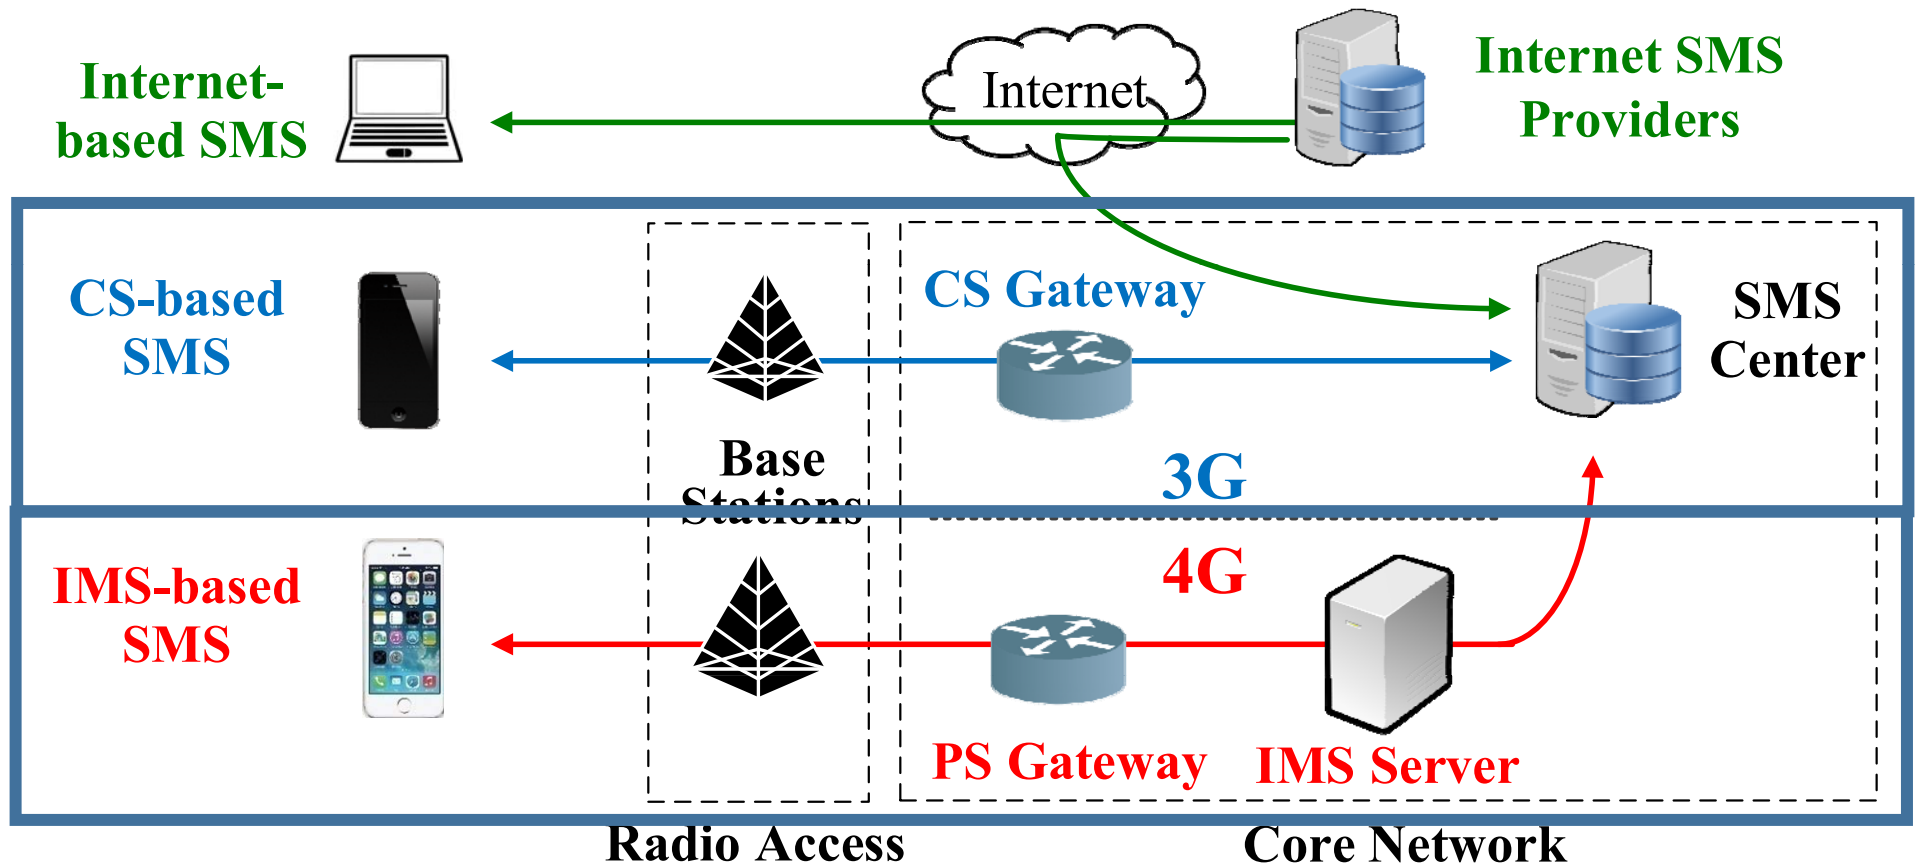 Internet-
based SMS
Internet
Internet SMS
Providers
CS-based
SMS
CS Gateway
SMS
Center
Base
Stations
3G
4G
IMS-based
SMS
PS Gateway
IMS Server
Radio Access
Core Network